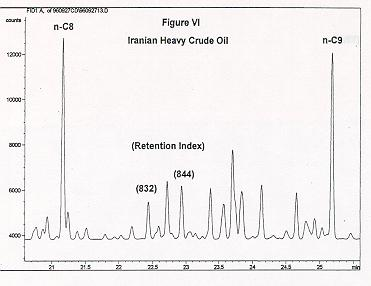 FID1 A, of 960927CD\96092713.D
counts
Figure VI
n-C8
Iranian Heavy Crude Oil
n-C9
12000
10000
(Retention Index)
8000
(844)
(832)
6000
4000
21 21.5 22 22.5 23 23.5 24 24.5 25 min